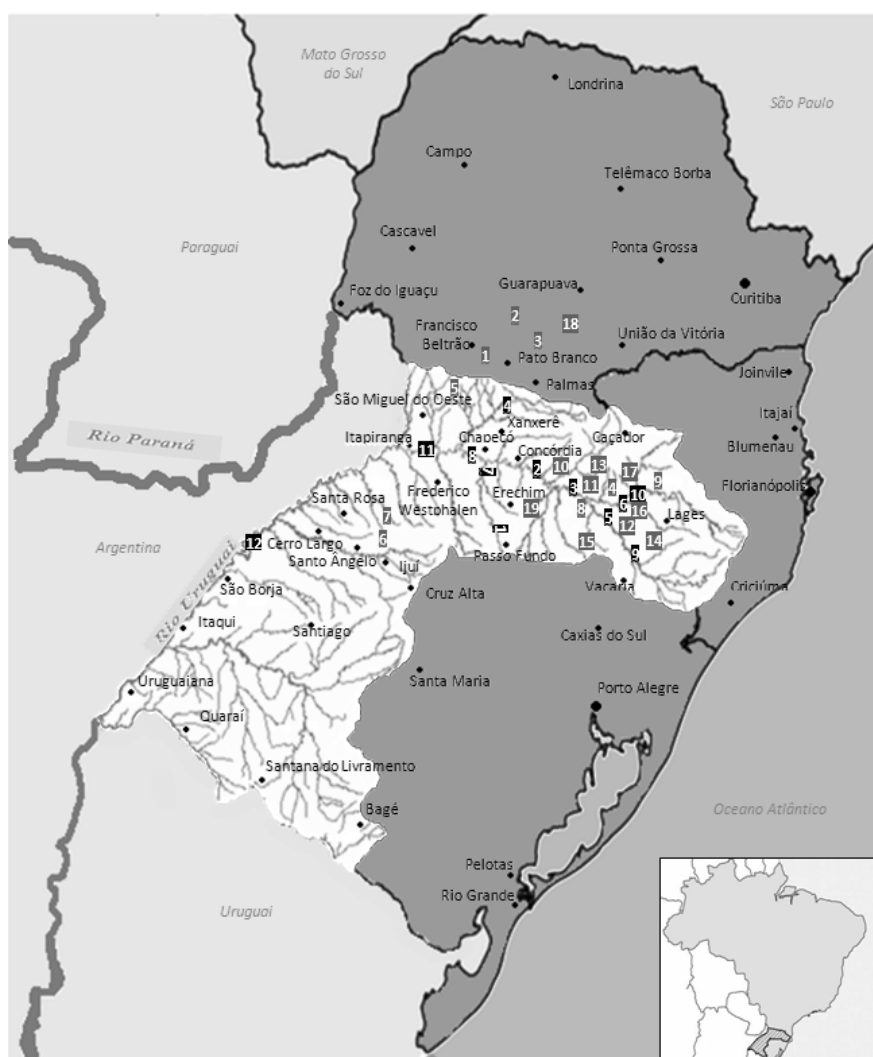 Mato Grosso
do Sul
Londrina
São Paulo
Campo
Telêmaco Borba
Paraguai
Cascavel
Ponta Grossa
Foz do Iguaçu
Guarapuava
Curitiba
2
18
Francisco
Beltrão
3
União da Vitória
1
Pato Branco
Palmas
Joinvile
5
São Miguel do Oeste
4
Itajaí
Xanxerê
Rio Paraná
Itapiranga
11
Chapecó
Caçador
Blumenau
8
Concórdia
2
10
13
17
Florianópolis
7
Frederico
Westphalen
3
11
4
10
9
Santa Rosa
Erechim
6
7
19
8
5
16
Lages
12
1
Argentina
12
Cerro Largo
6
15
14
Santo Ângelo
Passo Fundo
9
Ijuí
Rio Uruguai
São Borja
Cruz Alta
Vacaria
Criciúma
Itaqui
Santiago
Caxias do Sul
Santa Maria
Uruguaiana
Porto Alegre
Quaraí
Santana do Livramento
Bagé
Oceano Atlântico
Pelotas
Rio Grande
Uruguai